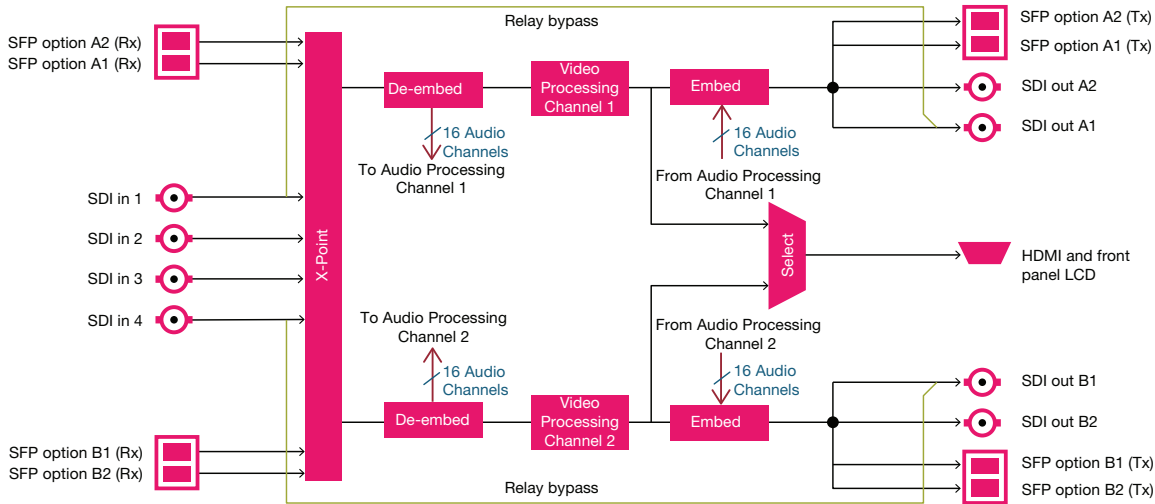 Relay bypass
SFP option A2 (Rx)
SFP option A1 (Rx)
SFP option A2 (Tx)
SFP option A1 (Tx)
De-embed
Video
Processing
Channel 1
Embed
SDI out A2
SDI out A1
16 Audio
Channels
To Audio Processing
Channel 1
16 Audio
Channels
From Audio Processing
Channel 1
SDI in 1
SDI in 2
SDI in 3
SDI in 4
X-Point
Select
HDMI and front
panel LCD
To Audio Processing
Channel 2
16 Audio
Channels
From Audio Processing
Channel 2
16 Audio
Channels
De-embed
Video
Processing
Channel 2
Embed
SDI out B1
SDI out B2
SFP option B1 (Rx)
SFP option B2 (Rx)
SFP option B1 (Tx)
SFP option B2 (Tx)
Relay bypass